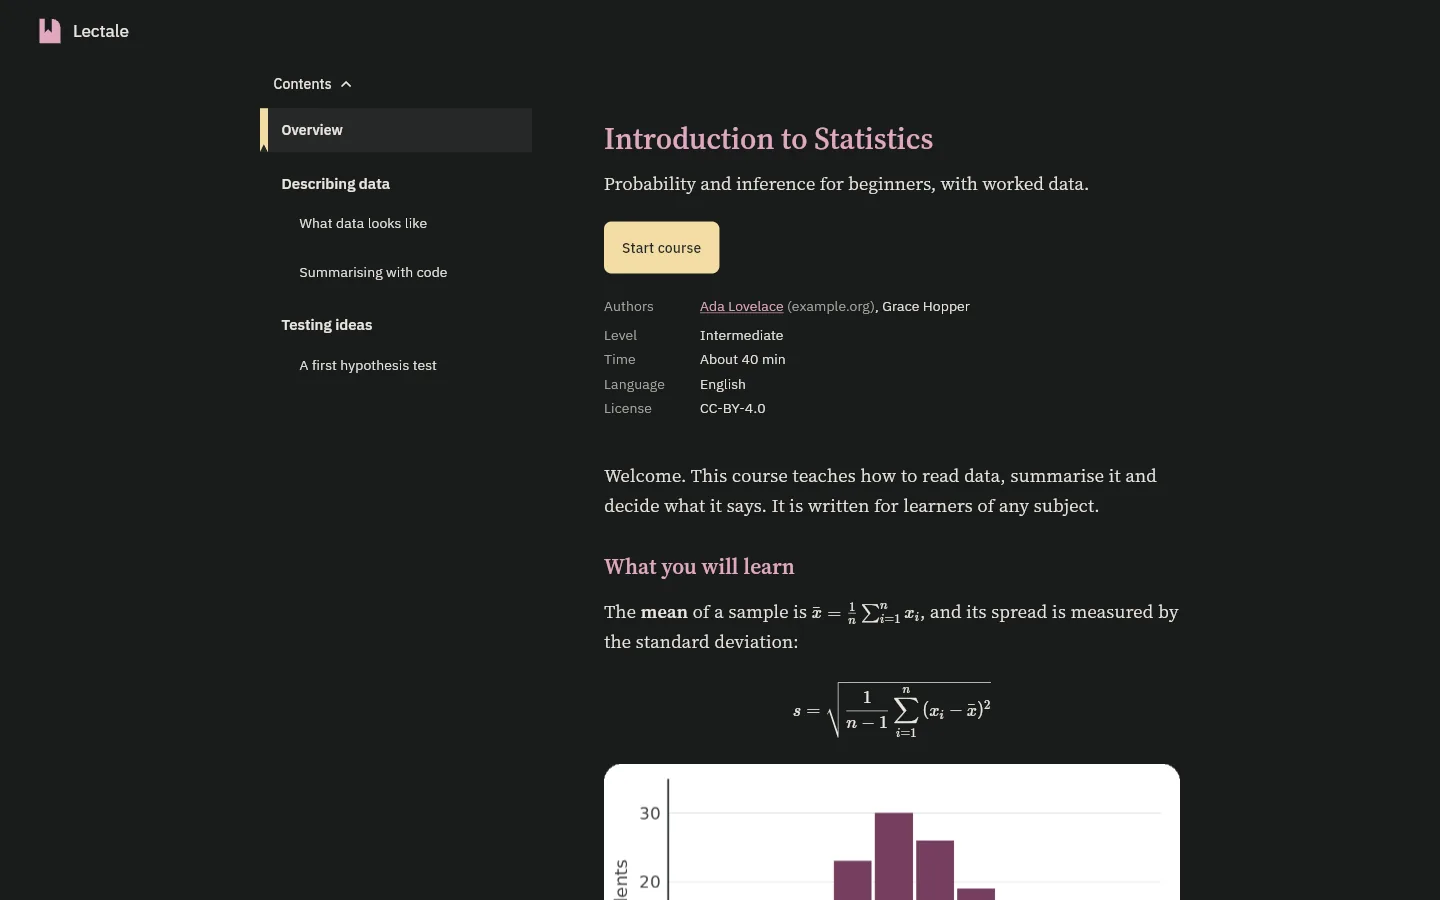 Lectale
Contents
Overview
Describing data
What data looks like
Summarising with code
Testing ideas
A first hypothesis test
Introduction to Statistics
Probability and inference for beginners, with worked data.
Start course
Authors Ada Lovelace (example.org), Grace Hopper
Level Intermediate
Time About 40 min
Language English
License CC-BY-4.0
Welcome. This course teaches how to read data, summarise it and
decide what it says. It is written for learners of any subject.
What you will learn
The mean of a sample is x̄ = 1/n ∑ⁿᵢ₌₁ xᵢ, and its spread is measured by
the standard deviation:
s = √(1/(n − 1) ∑ⁿᵢ₌₁ (xᵢ − x̄)²)
30
20